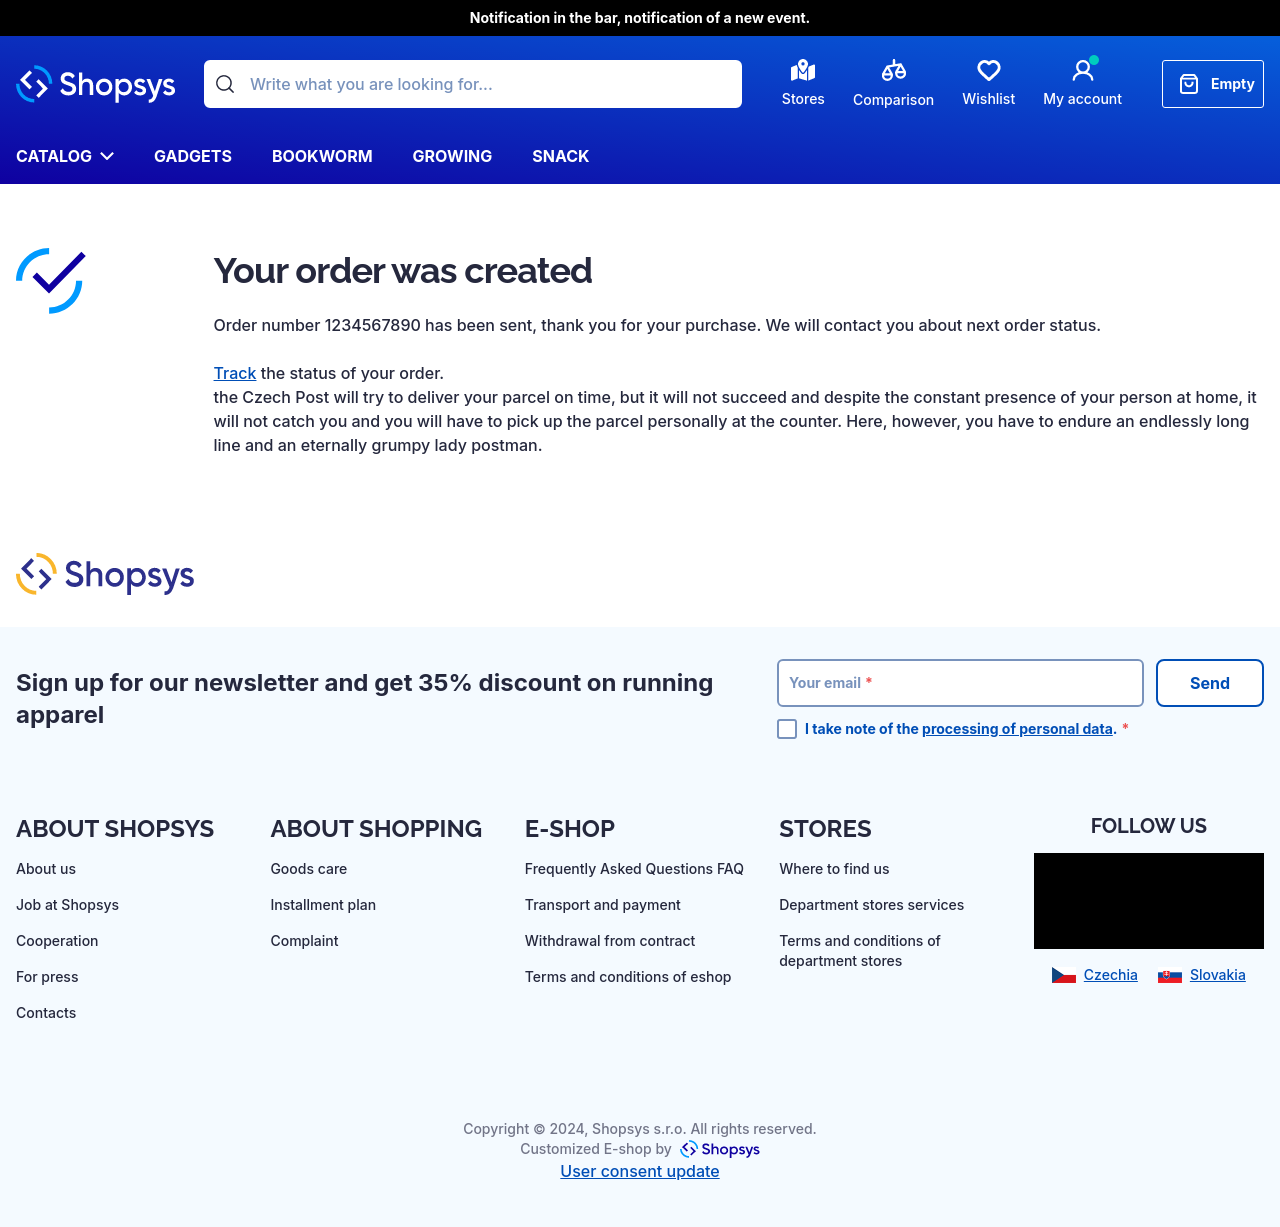 Notification in the bar, notification of a new event.
Shopsys
Write what you are looking for...
Stores
Comparison
Wishlist
My account
Empty
CATALOG
GADGETS
BOOKWORM
GROWING
SNACK
Your order was created
Order number 1234567890 has been sent, thank you for your purchase. We will contact you about next order status.
Track the status of your order.
the Czech Post will try to deliver your parcel on time, but it will not succeed and despite the constant presence of your person at home, it
will not catch you and you will have to pick up the parcel personally at the counter. Here, however, you have to endure an endlessly long
line and an eternally grumpy lady postman.
Shopsys
Sign up for our newsletter and get 35% discount on running
apparel
Your email *
Send
I take note of the processing of personal data. *
ABOUT SHOPSYS
About us
Job at Shopsys
Cooperation
For press
Contacts
ABOUT SHOPPING
Goods care
Installment plan
Complaint
E-SHOP
Frequently Asked Questions FAQ
Transport and payment
Withdrawal from contract
Terms and conditions of eshop
STORES
Where to find us
Department stores services
Terms and conditions of
department stores
FOLLOW US
Czechia
Slovakia
Copyright © 2024, Shopsys s.r.o. All rights reserved.
Customized E-shop by Shopsys
User consent update